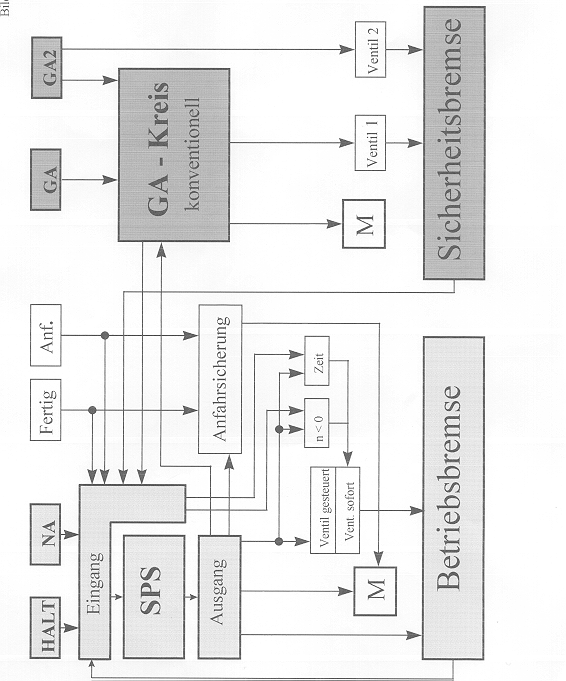 Bild
HALT
NA
Fertig
Anf.
GA
GA2
Eingang
SPS
Ausgang
Anfahrsicherung
GA - Kreis
konventionell
Zeit
n < 0
Ventil gesteuert
Vent. sofort
M
M
Ventil 1
Ventil 2
Betriebsbremse
Sicherheitsbremse